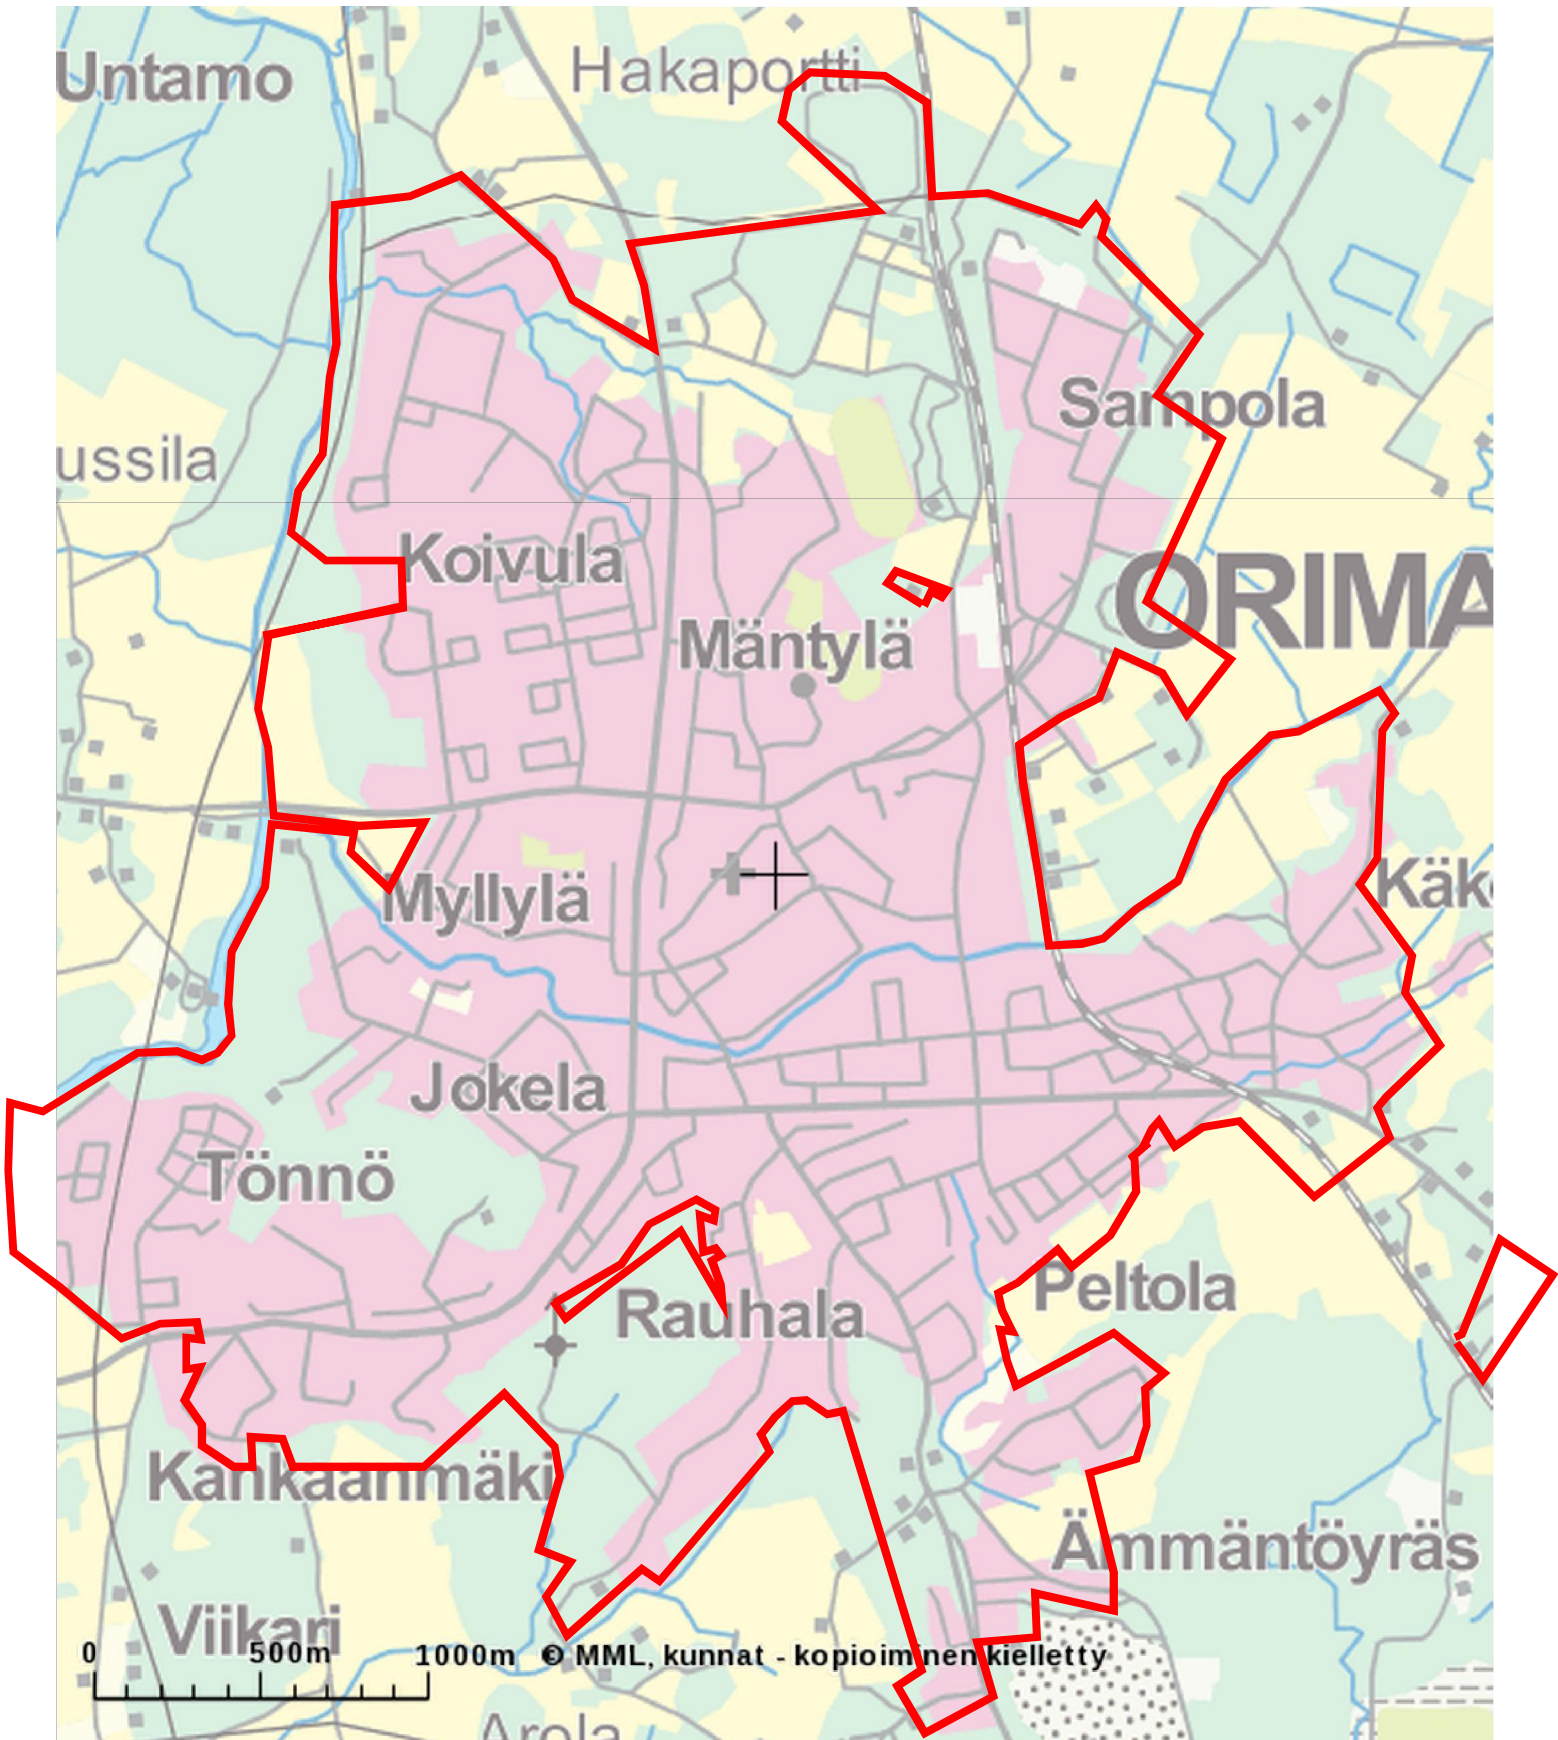 Untamo
Hakaportti
Sampola
ussila
Koivula
ORIMA
Mäntylä
Käk
Myllylä
Jokela
Tönnö
Peltola
Rauhala
Kankaanmäki
Ämmäntöyräs
Viikari
0 500m 1000m © MML, kunnat - kopioiminen kielletty
Arola